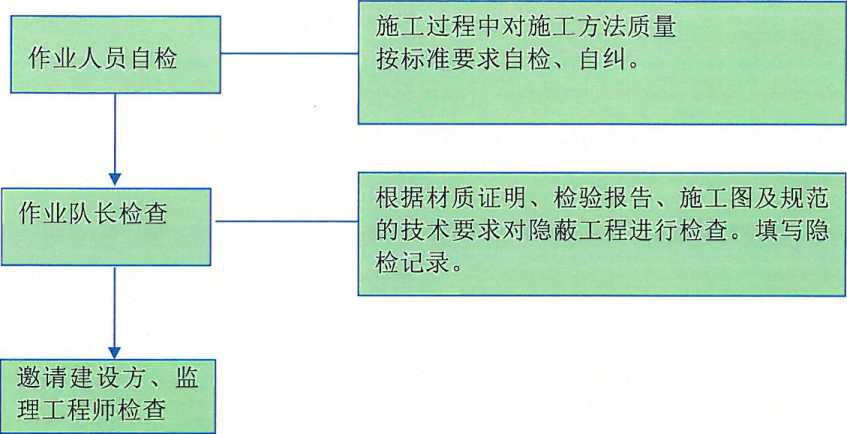 作业人员自检
施工过程中对施工方法质量
按标准要求自检、自纠。
作业队长检查
根据材质证明、检验报告、施工图及规范
的技术要求对隐蔽工程进行检查。填写隐
检记录。
邀请建设方、监
理工程师检查